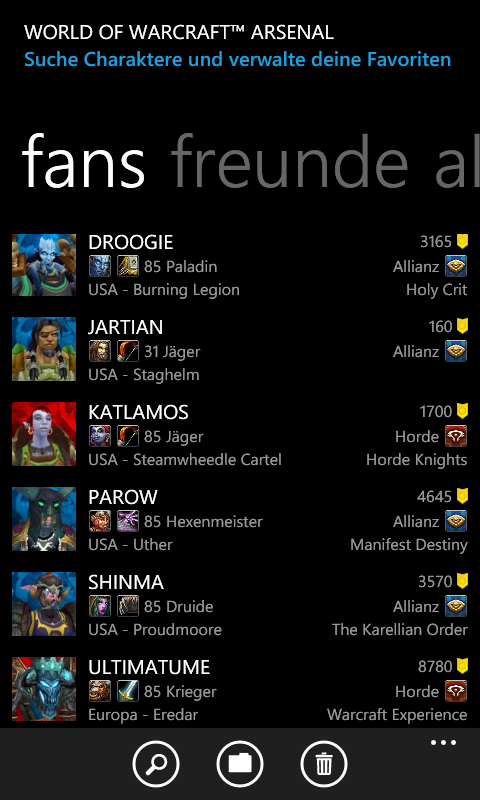 WORLD OF WARCRAFT™ ARSENAL
Suche Charaktere und verwalte deine Favoriten
fans freunde al
DROOGIE 3165
85 Paladin Allianz
USA - Burning Legion Holy Crit
JARTIAN 160
31 Jäger Allianz
USA - Staghelm
KATLAMOS 1700
85 Jäger Horde
USA - Steamwheedle Cartel Horde Knights
PAROW 4645
85 Hexenmeister Allianz
USA - Uther Manifest Destiny
SHINMA 3570
85 Druide Allianz
USA - Proudmoore The Karellian Order
ULTIMATUME 8780
85 Krieger Horde
Europa - Eredar Warcraft Experience